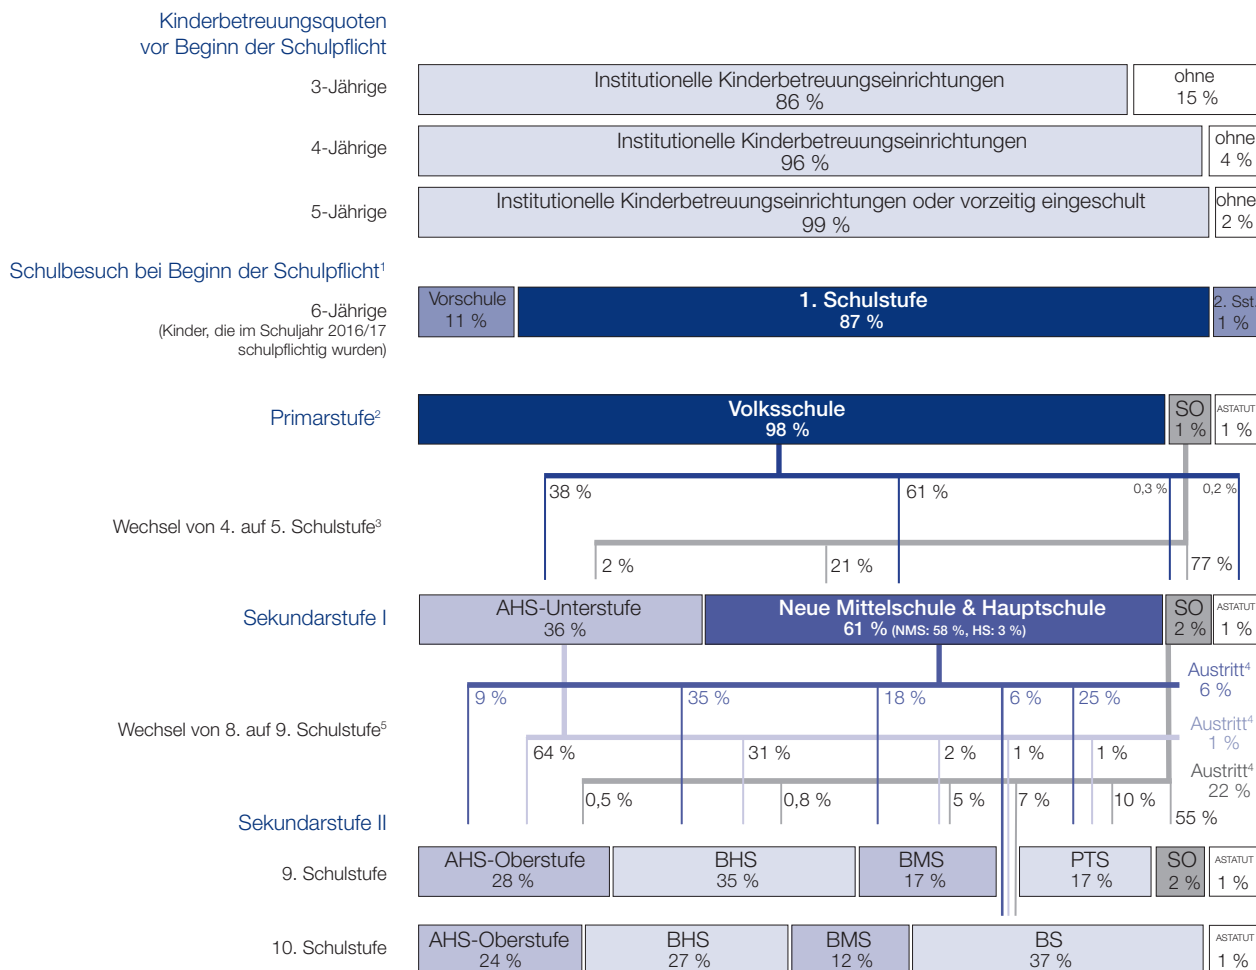 Kinderbetreuungsquoten
vor Beginn der Schulpflicht
3-Jährige
Institutionelle Kinderbetreuungseinrichtungen
86 %
ohne
15 %
4-Jährige
Institutionelle Kinderbetreuungseinrichtungen
96 %
ohne
4 %
5-Jährige
Institutionelle Kinderbetreuungseinrichtungen oder vorzeitig eingeschult
99 %
ohne
2 %
Schulbesuch bei Beginn der Schulpflicht¹
6-Jährige
(Kinder, die im Schuljahr 2016/17
schulpflichtig wurden)
Vorschule
11 %
1. Schulstufe
87 %
2. Sst.
1 %
Primarstufe²
Volksschule
98 %
SO
1 %
ASTATUT
1 %
38 %
61 %
0,3 %
0,2 %
Wechsel von 4. auf 5. Schulstufe³
2 %
21 %
77 %
Sekundarstufe I
AHS-Unterstufe
36 %
Neue Mittelschule & Hauptschule
61 % (NMS: 58 %, HS: 3 %)
SO
2 %
ASTATUT
1 %
9 %
35 %
18 %
6 %
25 %
Austritt⁴
6 %
Wechsel von 8. auf 9. Schulstufe⁵
64 %
31 %
2 %
1 %
1 %
Austritt⁴
1 %
0,5 %
0,8 %
5 %
7 %
10 %
55 %
Austritt⁴
22 %
Sekundarstufe II
9. Schulstufe
AHS-Oberstufe
28 %
BHS
35 %
BMS
17 %
PTS
17 %
SO
2 %
ASTATUT
1 %
10. Schulstufe
AHS-Oberstufe
24 %
BHS
27 %
BMS
12 %
BS
37 %
ASTATUT
1 %